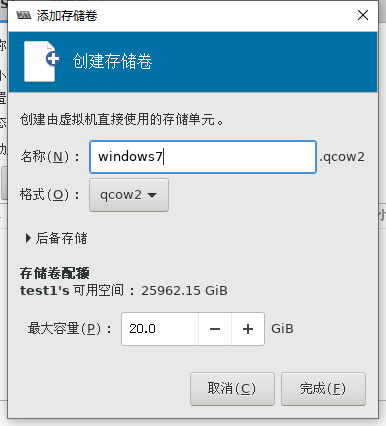 添加存储卷
创建存储卷
创建由虚拟机直接使用的存储单元。
名称(N)： windows7 .qcow2
格式(O)： qcow2
后备存储
存储卷配额
test1's 可用空间： 25962.15 GiB
最大容量(P)： 20.0 GiB
取消(C) 完成(F)